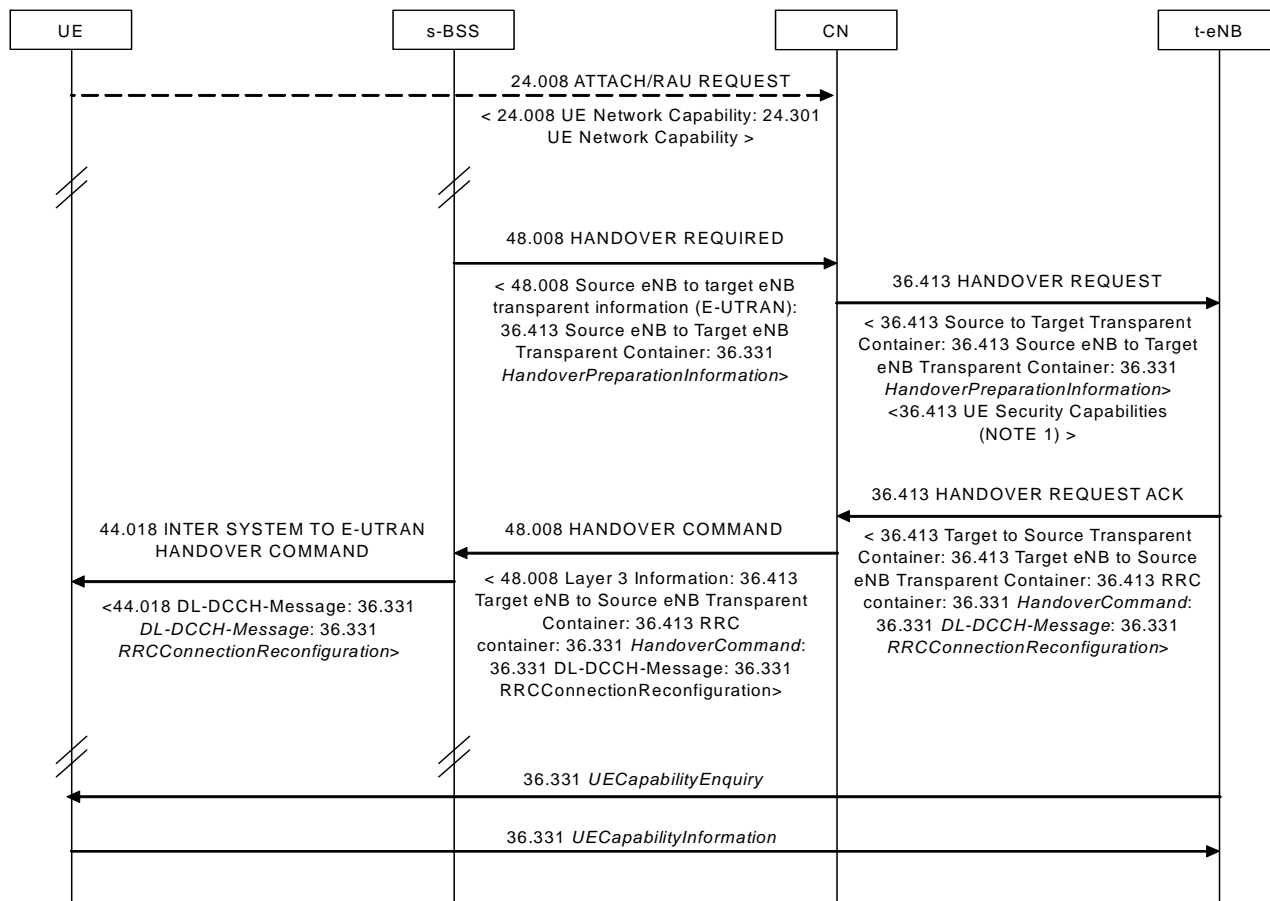 UE
s-BSS
CN
t-eNB
24.008 ATTACH/RAU REQUEST
< 24.008 UE Network Capability: 24.301
UE Network Capability >
48.008 HANDOVER REQUIRED
< 48.008 Source eNB to target eNB
transparent information (E-UTRAN):
36.413 Source eNB to Target eNB
Transparent Container: 36.331
HandoverPreparationInformation>
36.413 HANDOVER REQUEST
< 36.413 Source to Target Transparent
Container: 36.413 Source eNB to Target
eNB Transparent Container: 36.331
HandoverPreparationInformation>
<36.413 UE Security Capabilities
(NOTE 1) >
36.413 HANDOVER REQUEST ACK
< 36.413 Target to Source Transparent
Container: 36.413 Target eNB to Source
eNB Transparent Container: 36.413 RRC
container: 36.331 HandoverCommand:
36.331 DL-DCCH-Message: 36.331
RRCConnectionReconfiguration>
48.008 HANDOVER COMMAND
< 48.008 Layer 3 Information: 36.413
Target eNB to Source eNB Transparent
Container: 36.413 RRC
container: 36.331 HandoverCommand:
36.331 DL-DCCH-Message: 36.331
RRCConnectionReconfiguration>
44.018 INTER SYSTEM TO E-UTRAN
HANDOVER COMMAND
<44.018 DL-DCCH-Message: 36.331
DL-DCCH-Message: 36.331
RRCConnectionReconfiguration>
36.331 UECapabilityEnquiry
36.331 UECapabilityInformation